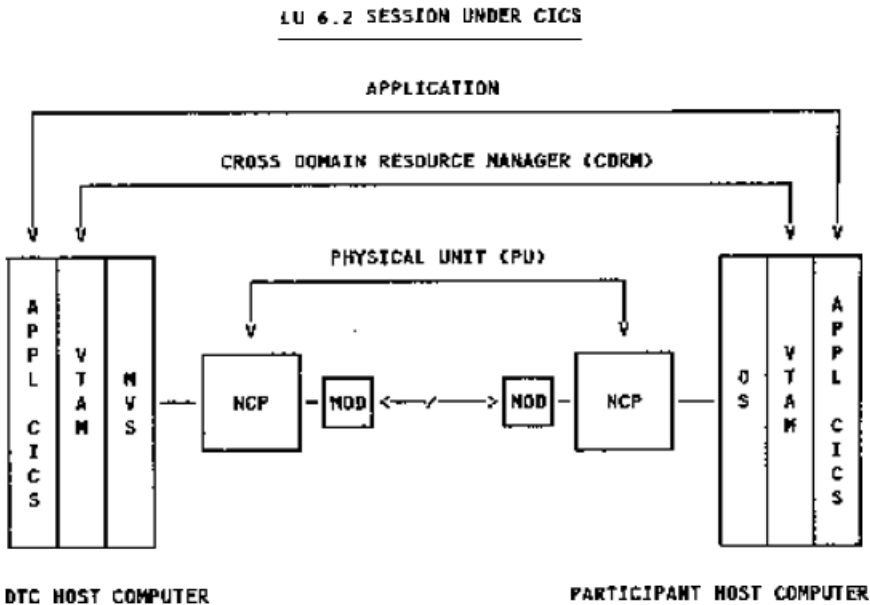 LU 6.2 SESSION UNDER CICS
APPLICATION
CROSS DOMAIN RESOURCE MANAGER (CDRM)
PHYSICAL UNIT (PU)
APPL CICS
VTAM
MVS
NCP
MOD
MOD
NCP
OS
VTAM
APPL CICS
DTC HOST COMPUTER
PARTICIPANT HOST COMPUTER